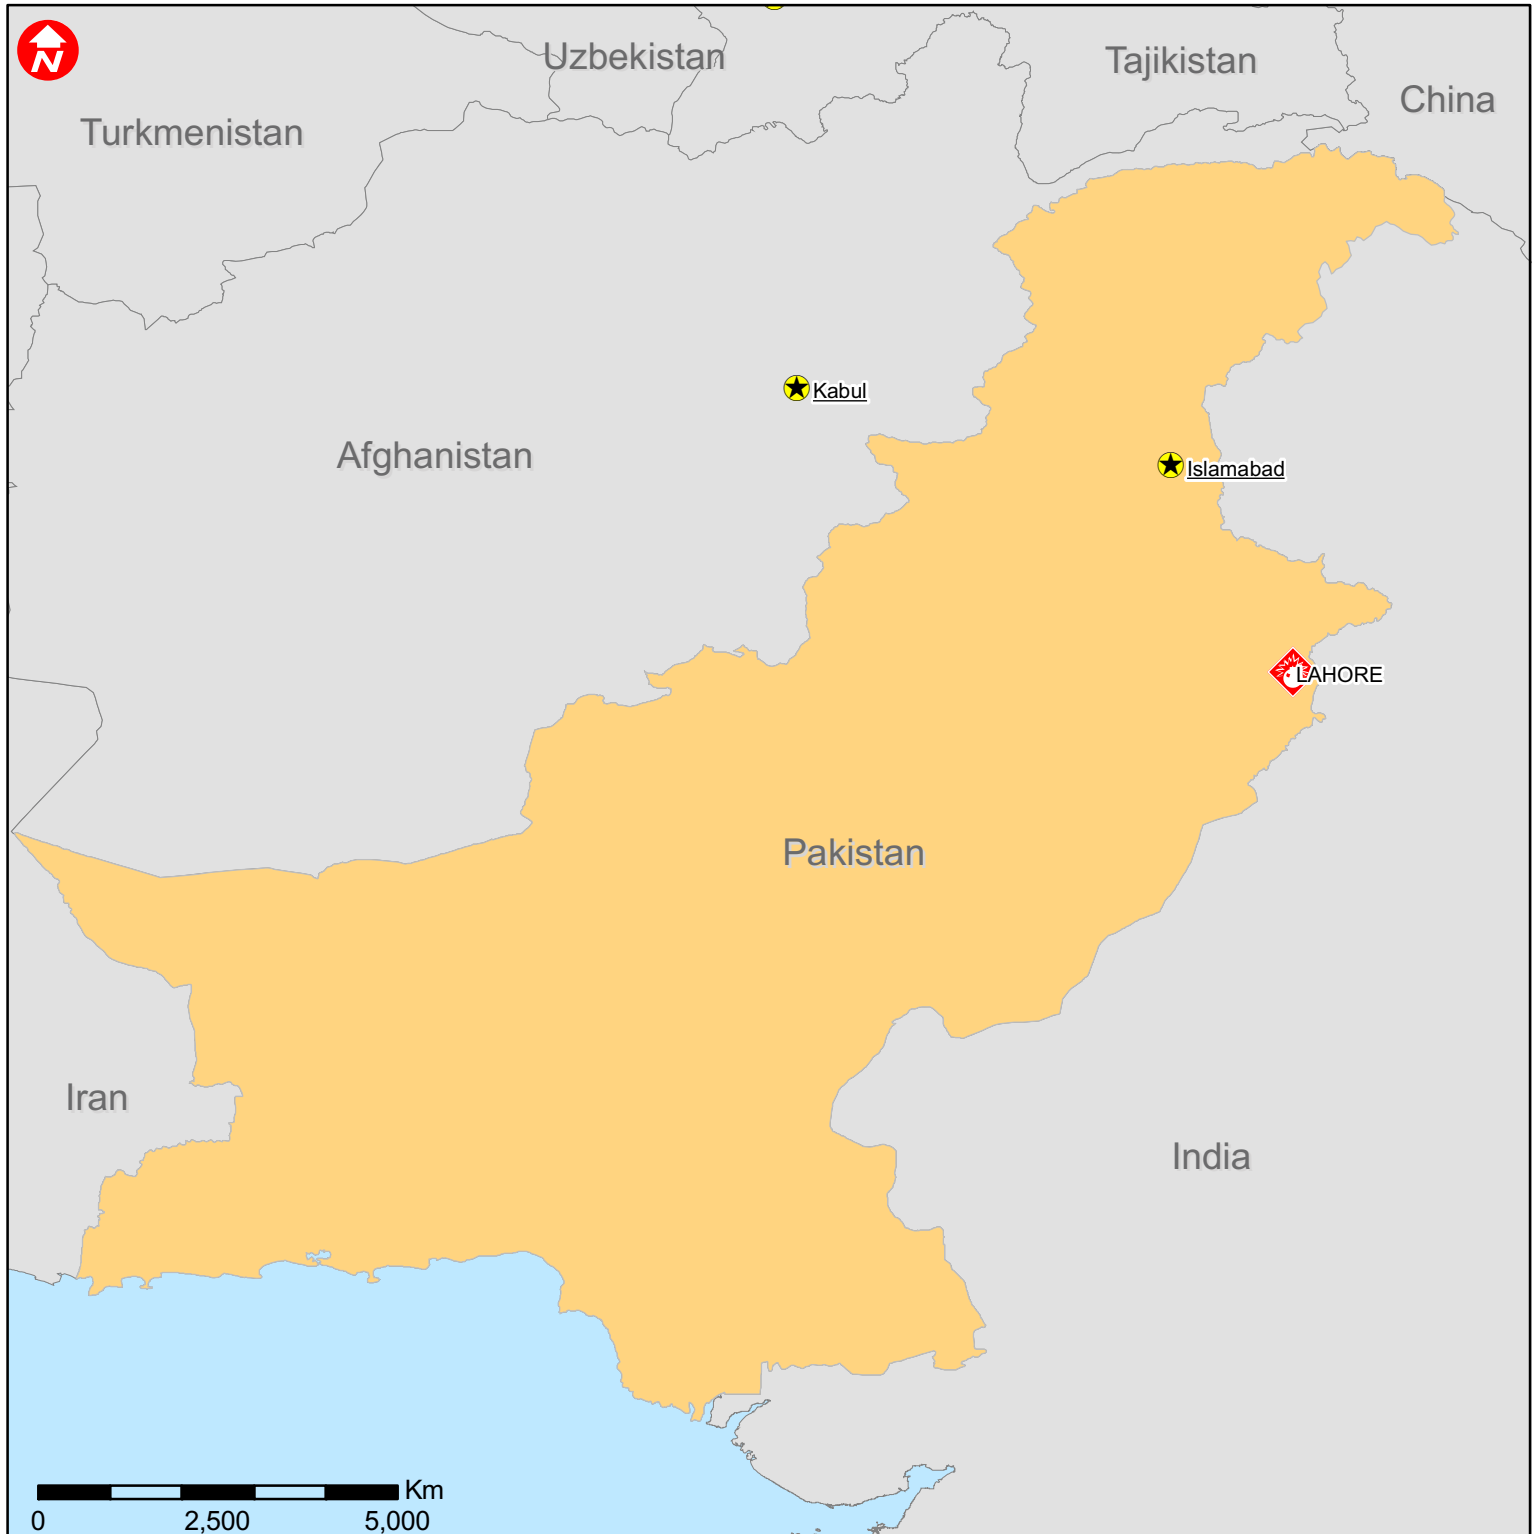 N
Uzbekistan
Tajikistan
China
Turkmenistan
Kabul
Afghanistan
Islamabad
LAHORE
Pakistan
Iran
India
Km
0 2,500 5,000